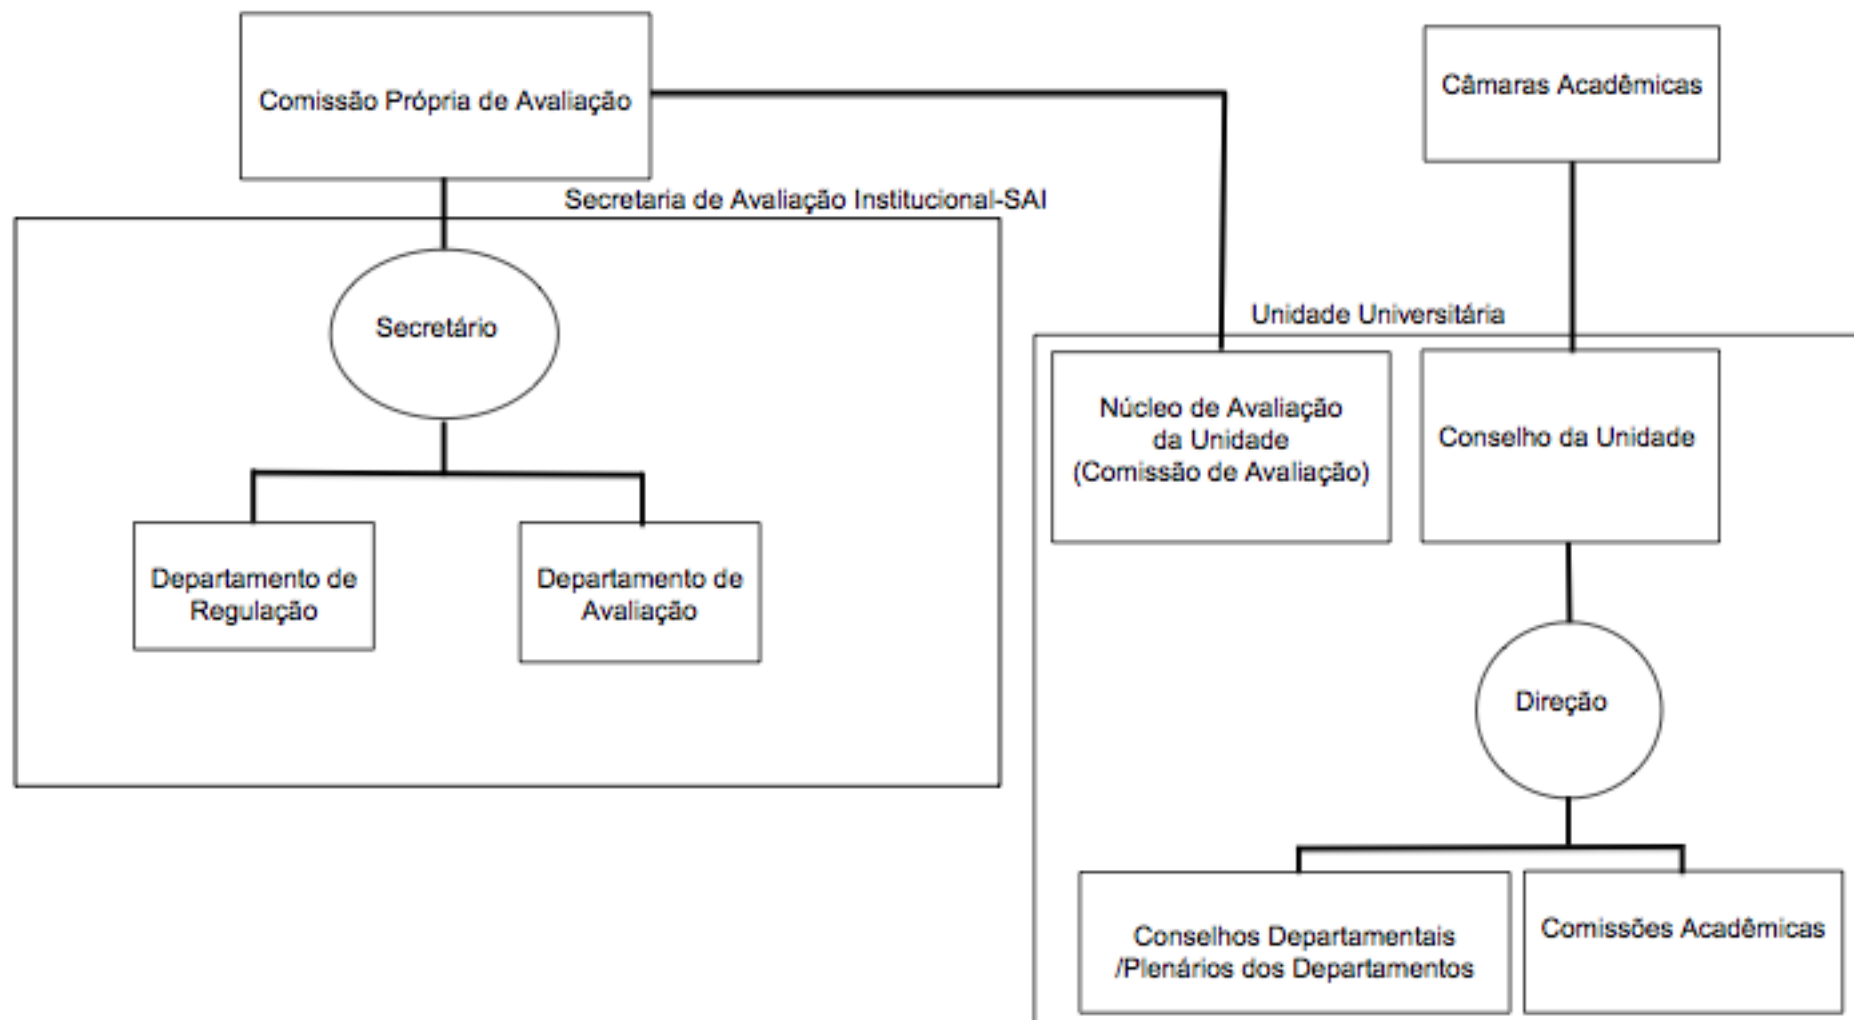 Comissão Própria de Avaliação
Câmaras Acadêmicas
Secretaria de Avaliação Institucional-SAI
Secretário
Departamento de
Regulação
Departamento de
Avaliação
Unidade Universitária
Núcleo de Avaliação
da Unidade
(Comissão de Avaliação)
Conselho da Unidade
Direção
Conselhos Departamentais
/Plenários dos Departamentos
Comissões Acadêmicas